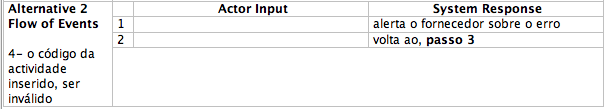 Alternative 2 Actor Input System Response
Flow of Events 1 alerta o fornecedor sobre o erro
2 volta ao, passo 3
4- o código da
actividade
inserido, ser
inválido